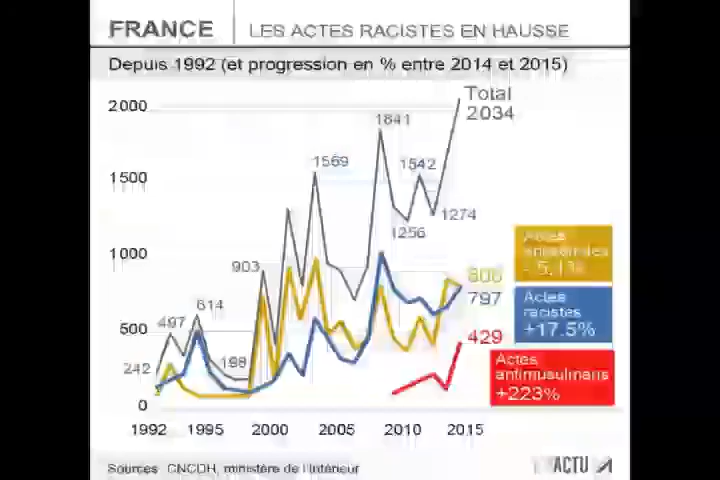 FRANCE
LES ACTES RACISTES EN HAUSSE
Depuis 1992 (et progression en % entre 2014 et 2015)
Total
2034
2000
1841
1569
1542
1500
1274
1256
1000
903
Actes
antisémites
- 5,1%
806
797
Actes
racistes
+17.5%
614
497
500
429
242
198
Actes
antimusulmans
+223%
0
1992 1995 2000 2005 2010 2015
Sources CNCDH, ministère de l'Intérieur
ACTU